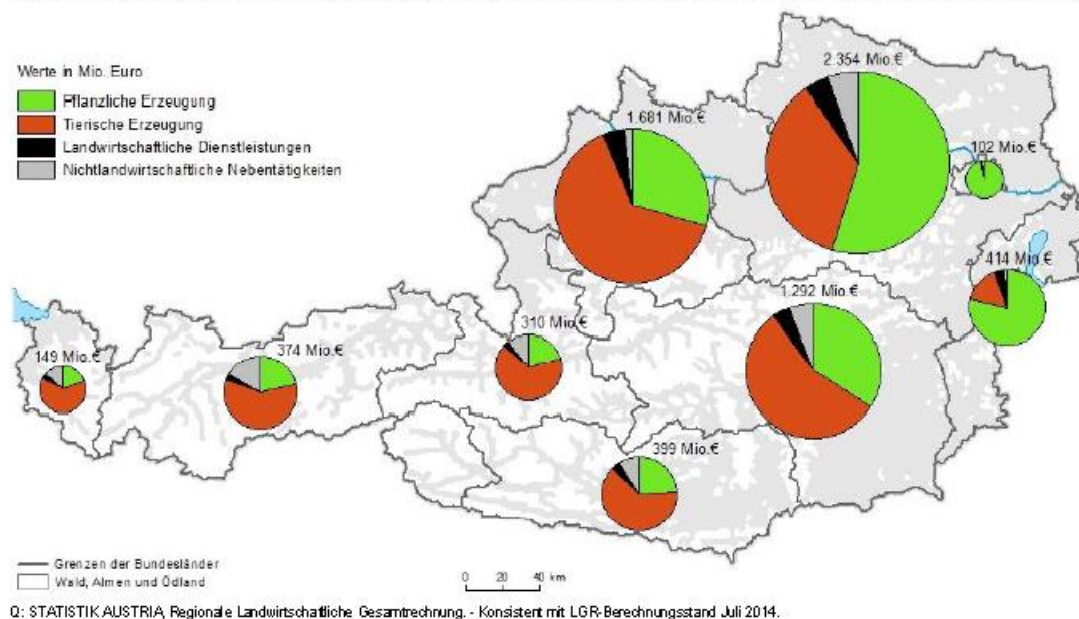 Werte in Mio. Euro
Pflanzliche Erzeugung
Tierische Erzeugung
Landwirtschaftliche Dienstleistungen
Nichtlandwirtschaftliche Nebentätigkeiten
2.354 Mio.€
1.681 Mio.€
102 Mio.€
414 Mio.€
1.292 Mio.€
310 Mio.€
374 Mio.€
149 Mio.€
399 Mio.€
Grenzen der Bundesländer
Wald, Almen und Ödland
0 20 40 km
Q: STATISTIK AUSTRIA, Regionale Landwirtschaftliche Gesamtrechnung. - Konsistent mit LGR-Berechnungsstand Juli 2014.